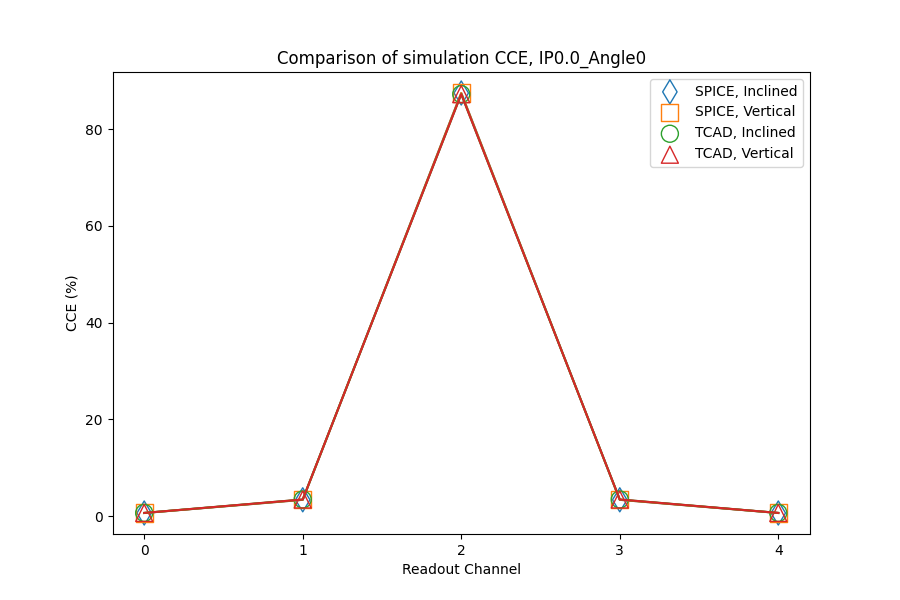 Comparison of simulation CCE, IP0.0_Angle0
SPICE, Inclined
SPICE, Vertical
TCAD, Inclined
TCAD, Vertical
80
60
40
20
0
CCE (%)
0 1 2 3 4
Readout Channel